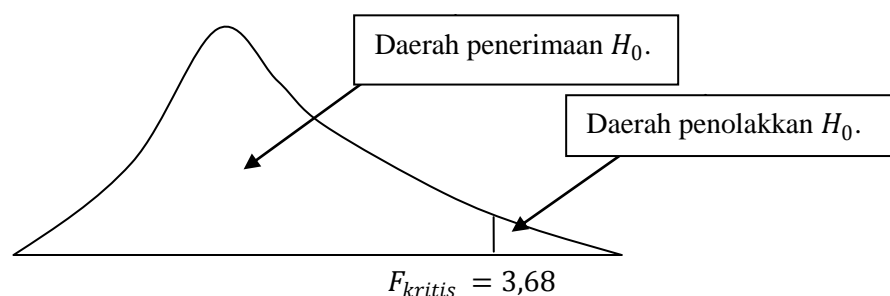 Daerah penerimaan 𝐻₀.
Daerah penolakkan 𝐻₀.
𝐹ₖᵣᵢₜᵢₛ = 3,68